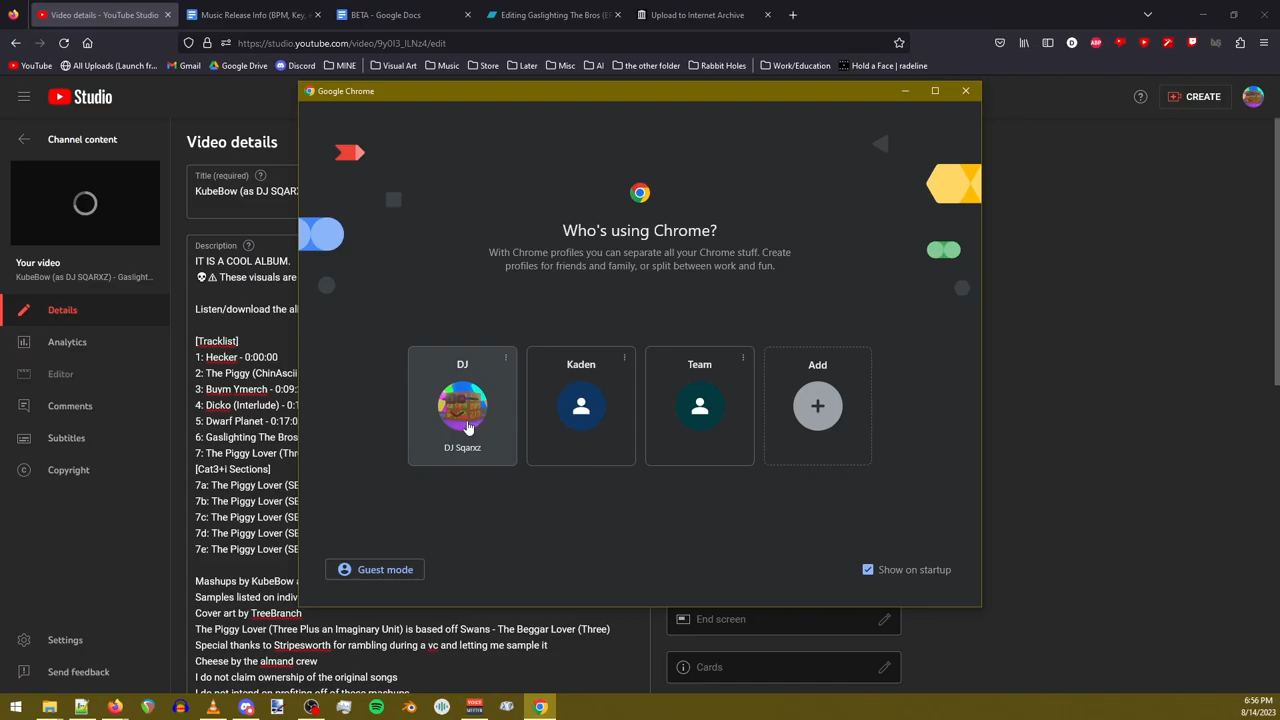 Video details - YouTube Studio
Music Release Info (BPM, Key, e
BETA - Google Docs
Editing Gaslighting The Bros (EP
Upload to Internet Archive
https://studio.youtube.com/video/9y0I3_lLNz4/edit
YouTube
All Uploads (Launch fr...
Gmail
Google Drive
Discord
MINE
Visual Art
Music
Store
Later
Misc
AI
the other folder
Rabbit Holes
Work/Education
Hold a Face | radeline
Studio
CREATE
Google Chrome
Channel content
Your video
KubeBow (as DJ SQARXZ) - Gaslight...
Details
Analytics
Editor
Comments
Subtitles
Copyright
Settings
Send feedback
Video details
Title (required)
KubeBow (as DJ SQARX
Description
IT IS A COOL ALBUM.
💀⚠ These visuals are
Listen/download the al
[Tracklist]
1: Hecker - 0:00:00
2: The Piggy (ChinAscii
3: Buym Ymerch - 0:09:
4: Dicko (Interlude) - 0:1
5: Dwarf Planet - 0:17:0
6: Gaslighting The Bros
7: The Piggy Lover (Thr
[Cat3+i Sections]
7a: The Piggy Lover (SE
7b: The Piggy Lover (SE
7c: The Piggy Lover (SE
7d: The Piggy Lover (SE
7e: The Piggy Lover (SE
Mashups by KubeBow a
Samples listed on indiv
Cover art by TreeBranch
The Piggy Lover (Three Plus an Imaginary Unit) is based off Swans - The Beggar Lover (Three)
Special thanks to Stripesworth for rambling during a vc and letting me sample it
Cheese by the almand crew
I do not claim ownership of the original songs
I do not intend on profiting off of these mashups
Who's using Chrome?
With Chrome profiles you can separate all your Chrome stuff. Create
profiles for friends and family, or split between work and fun.
DJ
DJ Sqarxz
Kaden
Team
Add
Guest mode
Show on startup
End screen
Cards
6:56 PM
8/14/2023